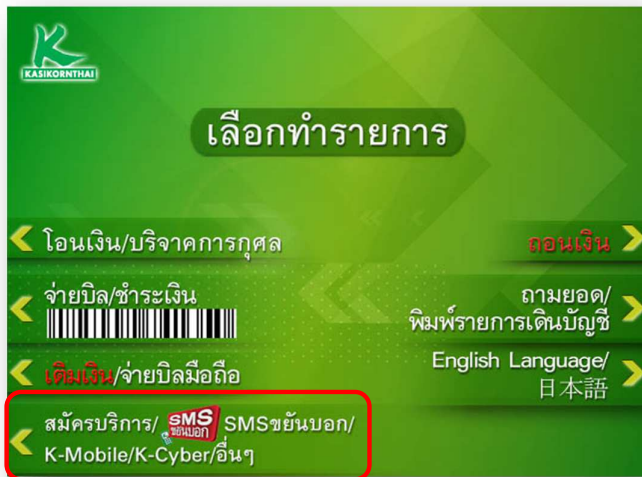 KASIKORNTHAI
เลือกทำรายการ
โอนเงิน/บริจาคการกุศล
ถอนเงิน
จ่ายบิล/ชำระเงิน
ถามยอด/
พิมพ์รายการเดินบัญชี
เติมเงิน/จ่ายบิลมือถือ
English Language/
日本語
สมัครบริการ/ SMS ขยันบอก SMSขยันบอก/
K-Mobile/K-Cyber/อื่นๆ